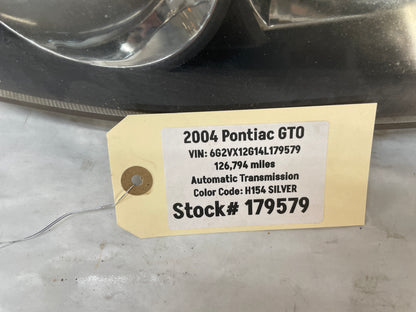 2004 Pontiac GTO
VIN: 6G2VX12G14L179579
126,794 miles
Automatic Transmission
Color Code: H154 SILVER
Stock# 179579